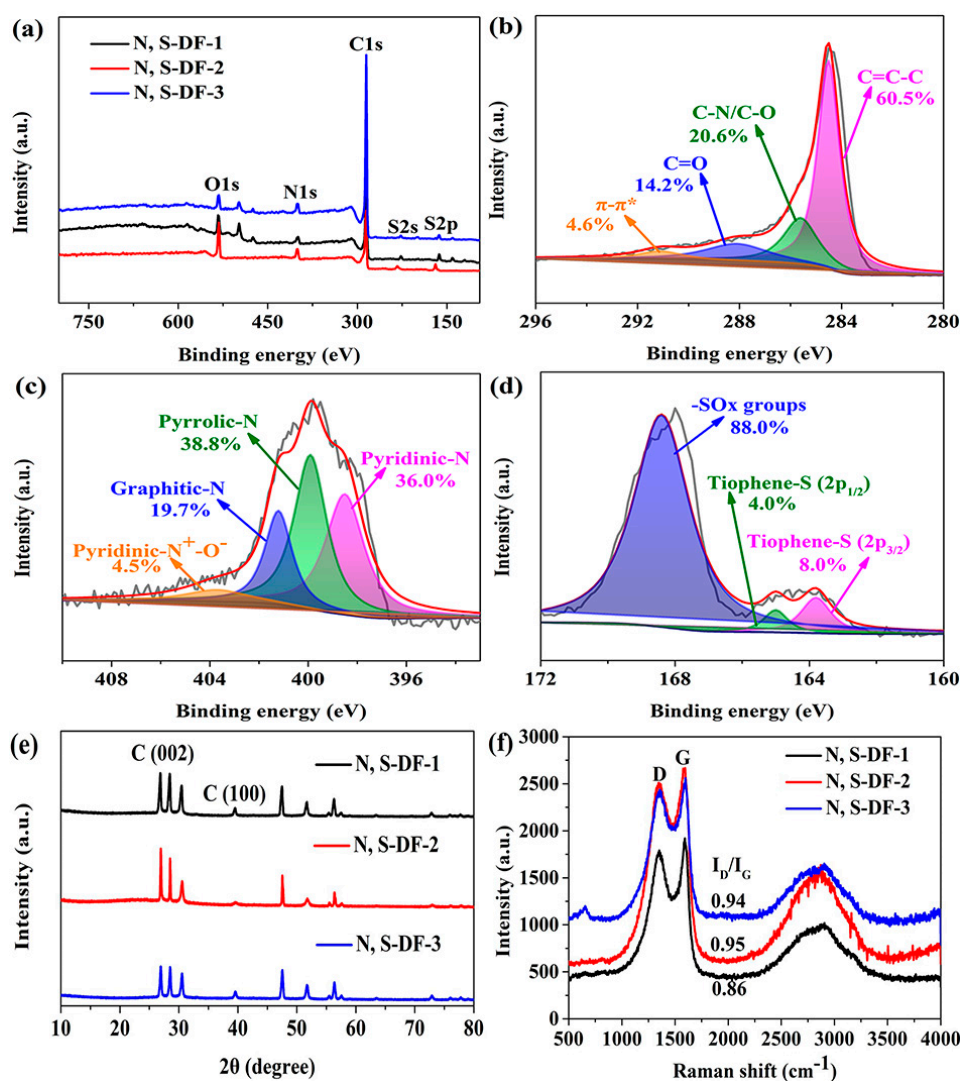 (a)
N, S-DF-1
N, S-DF-2
N, S-DF-3
C1s
O1s
N1s
S2s
S2p
Intensity (a.u.)
750 600 450 300 150
Binding energy (eV)
(b)
C=C-C
60.5%
C-N/C-O
20.6%
C=O
14.2%
π-π*
4.6%
Intensity (a.u.)
296 292 288 284 280
Binding energy (eV)
(c)
Pyrrolic-N
38.8%
Pyridinic-N
36.0%
Graphitic-N
19.7%
Pyridinic-N⁺-O⁻
4.5%
Intensity (a.u.)
408 404 400 396
Binding energy (eV)
(d)
-SOx groups
88.0%
Tiophene-S (2p₁/₂)
4.0%
Tiophene-S (2p₃/₂)
8.0%
Intensity (a.u.)
172 168 164 160
Binding energy (eV)
(e)
C (002)
N, S-DF-1
C (100)
N, S-DF-2
N, S-DF-3
Intensity (a.u.)
10 20 30 40 50 60 70 80
2θ (degree)
(f)
N, S-DF-1
N, S-DF-2
N, S-DF-3
D G
I_D/I_G
0.94
0.95
0.86
Intensity (a.u.)
3000
2500
2000
1500
1000
500
0
500 1000 1500 2000 2500 3000 3500 4000
Raman shift (cm⁻¹)